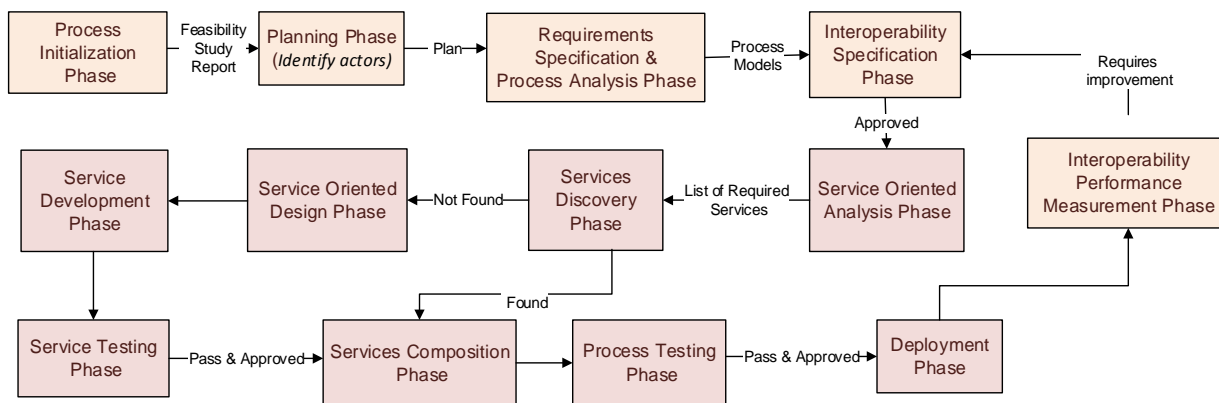 Process
Initialization
Phase
Feasibility
Study
Report
Planning Phase
(Identify actors)
Plan
Requirements
Specification &
Process Analysis Phase
Process
Models
Interoperability
Specification
Phase
Requires
improvement
Approved
Service
Development
Phase
Service Oriented
Design Phase
Not Found
Services
Discovery
Phase
List of Required
Services
Service Oriented
Analysis Phase
Interoperability
Performance
Measurement Phase
Found
Service Testing
Phase
Pass & Approved
Services Composition
Phase
Process Testing
Phase
Pass & Approved
Deployment
Phase